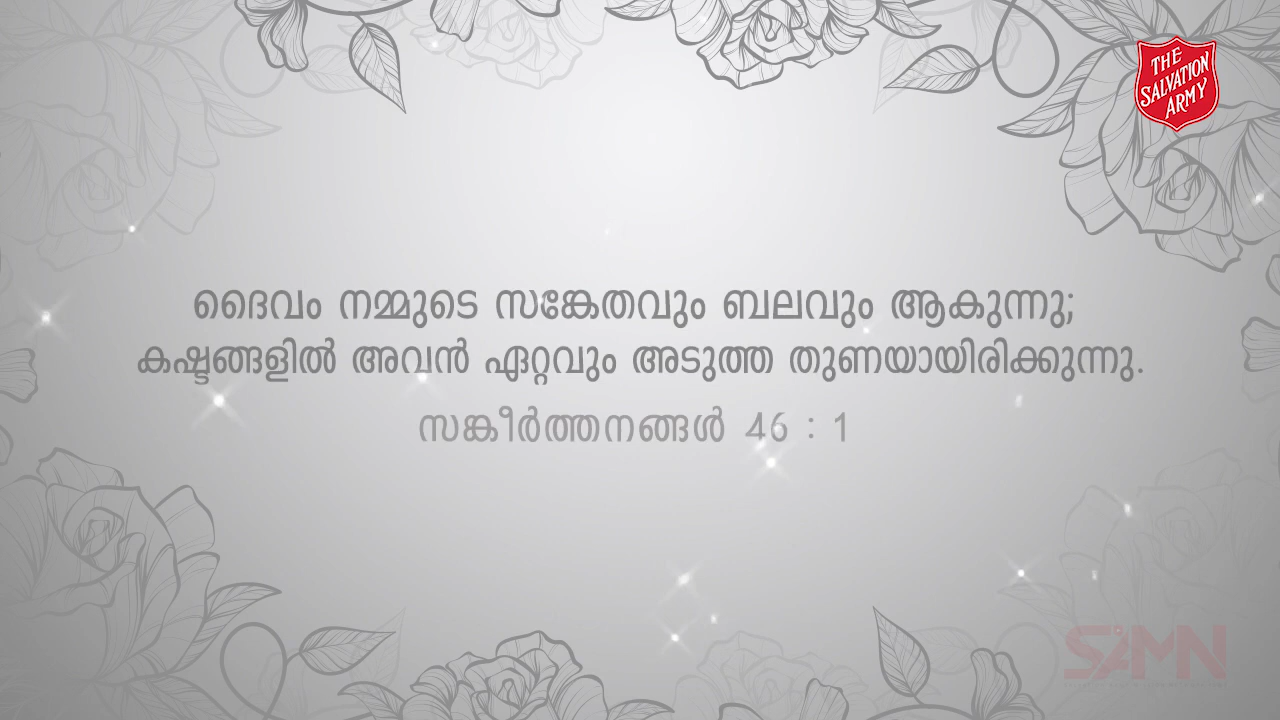 THE
SALVATION
ARMY
ദൈവം നമ്മുടെ സങ്കേതവും ബലവും ആകുന്നു;
കഷ്ടങ്ങളിൽ അവൻ ഏറ്റവും അടുത്ത തുണയായിരിക്കുന്നു.
സങ്കീർത്തനങ്ങൾ 46 : 1
SAMN